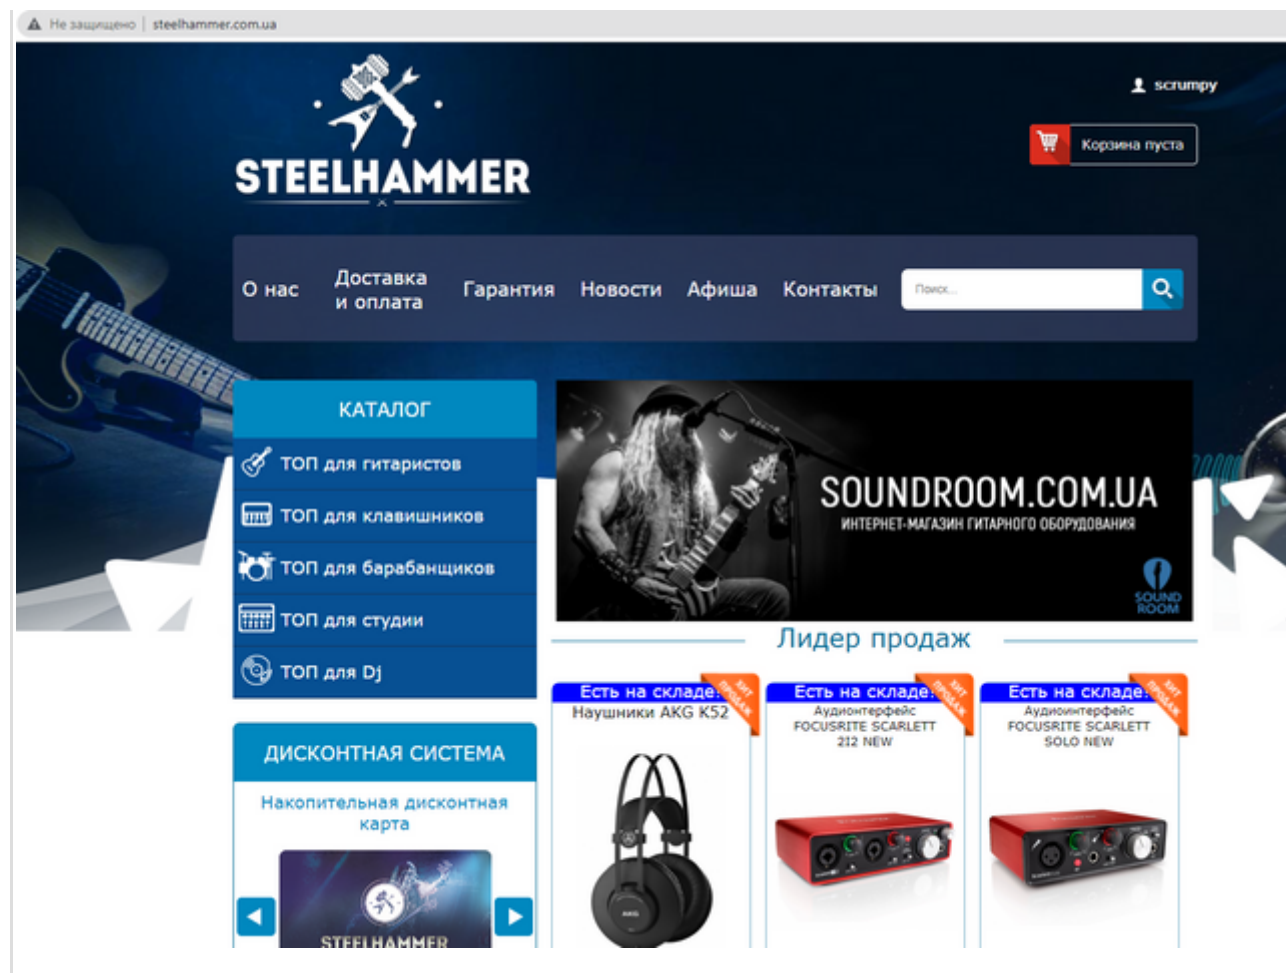 Не защищено | steelhammer.com.ua
scrumpy
Корзина пуста
STEELHAMMER
О нас
Доставка
и оплата
Гарантия
Новости
Афиша
Контакты
Поиск...
КАТАЛОГ
ТОП для гитаристов
ТОП для клавишников
ТОП для барабанщиков
ТОП для студии
ТОП для Dj
SOUNDROOM.COM.UA
ИНТЕРНЕТ-МАГАЗИН ГИТАРНОГО ОБОРУДОВАНИЯ
SOUND
ROOM
Лидер продаж
Есть на складе!
ХИТ
ПРОДАЖ
Наушники AKG K52
AKG
Есть на складе!
ХИТ
ПРОДАЖ
Аудионтерфейс
FOCUSRITE SCARLETT
2I2 NEW
Есть на складе!
ХИТ
ПРОДАЖ
Аудиоинтерфейс
FOCUSRITE SCARLETT
SOLO NEW
ДИСКОНТНАЯ СИСТЕМА
Накопительная дисконтная
карта
STEELHAMMER